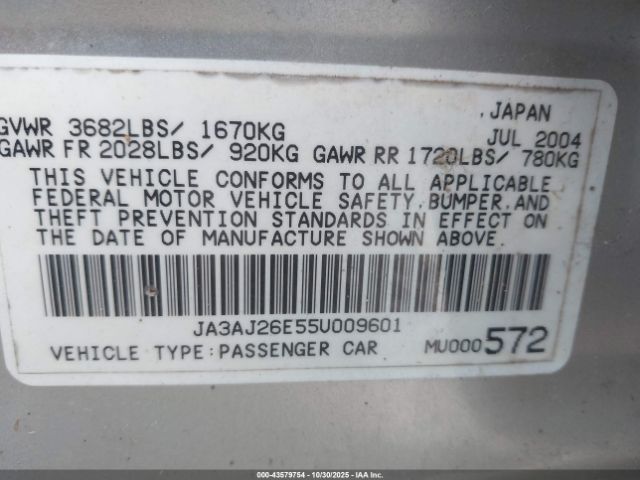 , JAPAN
GVWR 3682LBS/ 1670KG JUL 2004
GAWR FR 2028LBS/ 920KG GAWR RR 1720LBS/ 780KG
THIS VEHICLE CONFORMS TO ALL APPLICABLE
FEDERAL MOTOR VEHICLE SAFETY,BUMPER,AND
THEFT PREVENTION STANDARDS IN EFFECT ON
THE DATE OF MANUFACTURE SHOWN ABOVE.
JA3AJ26E55U009601
VEHICLE TYPE:PASSENGER CAR MU000572
000-43579754 | 10/30/2025 - IAAI.COM